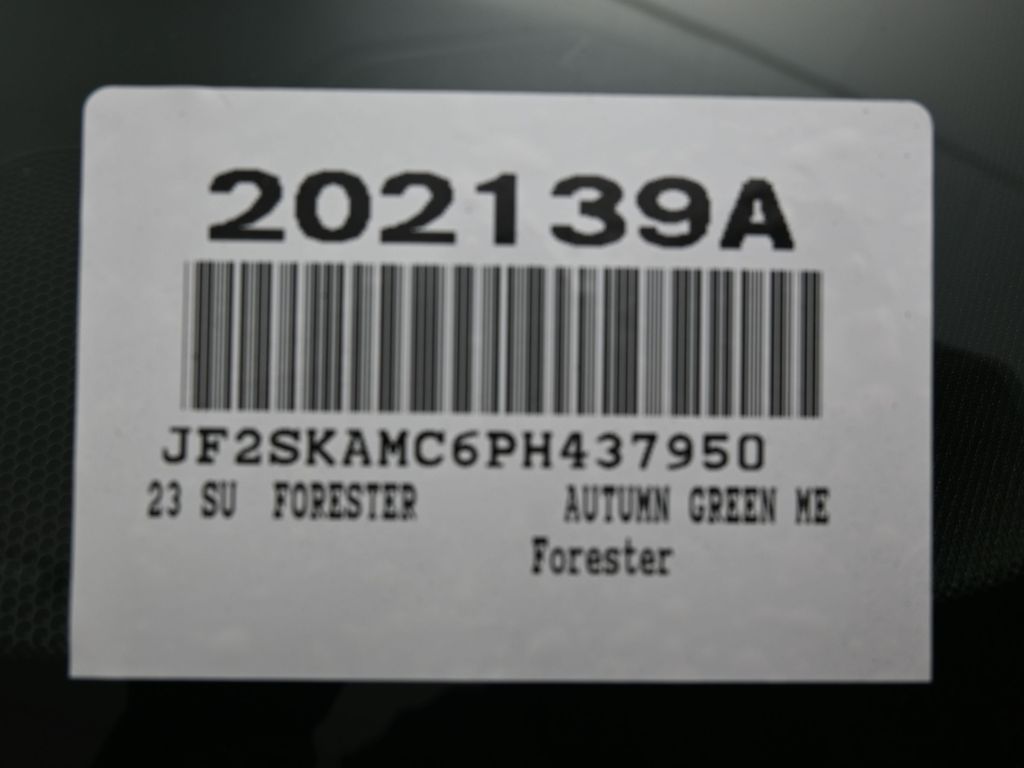 202139A
JF2SKAMC6PH437950
23 SU FORESTER AUTUMN GREEN ME
Forester